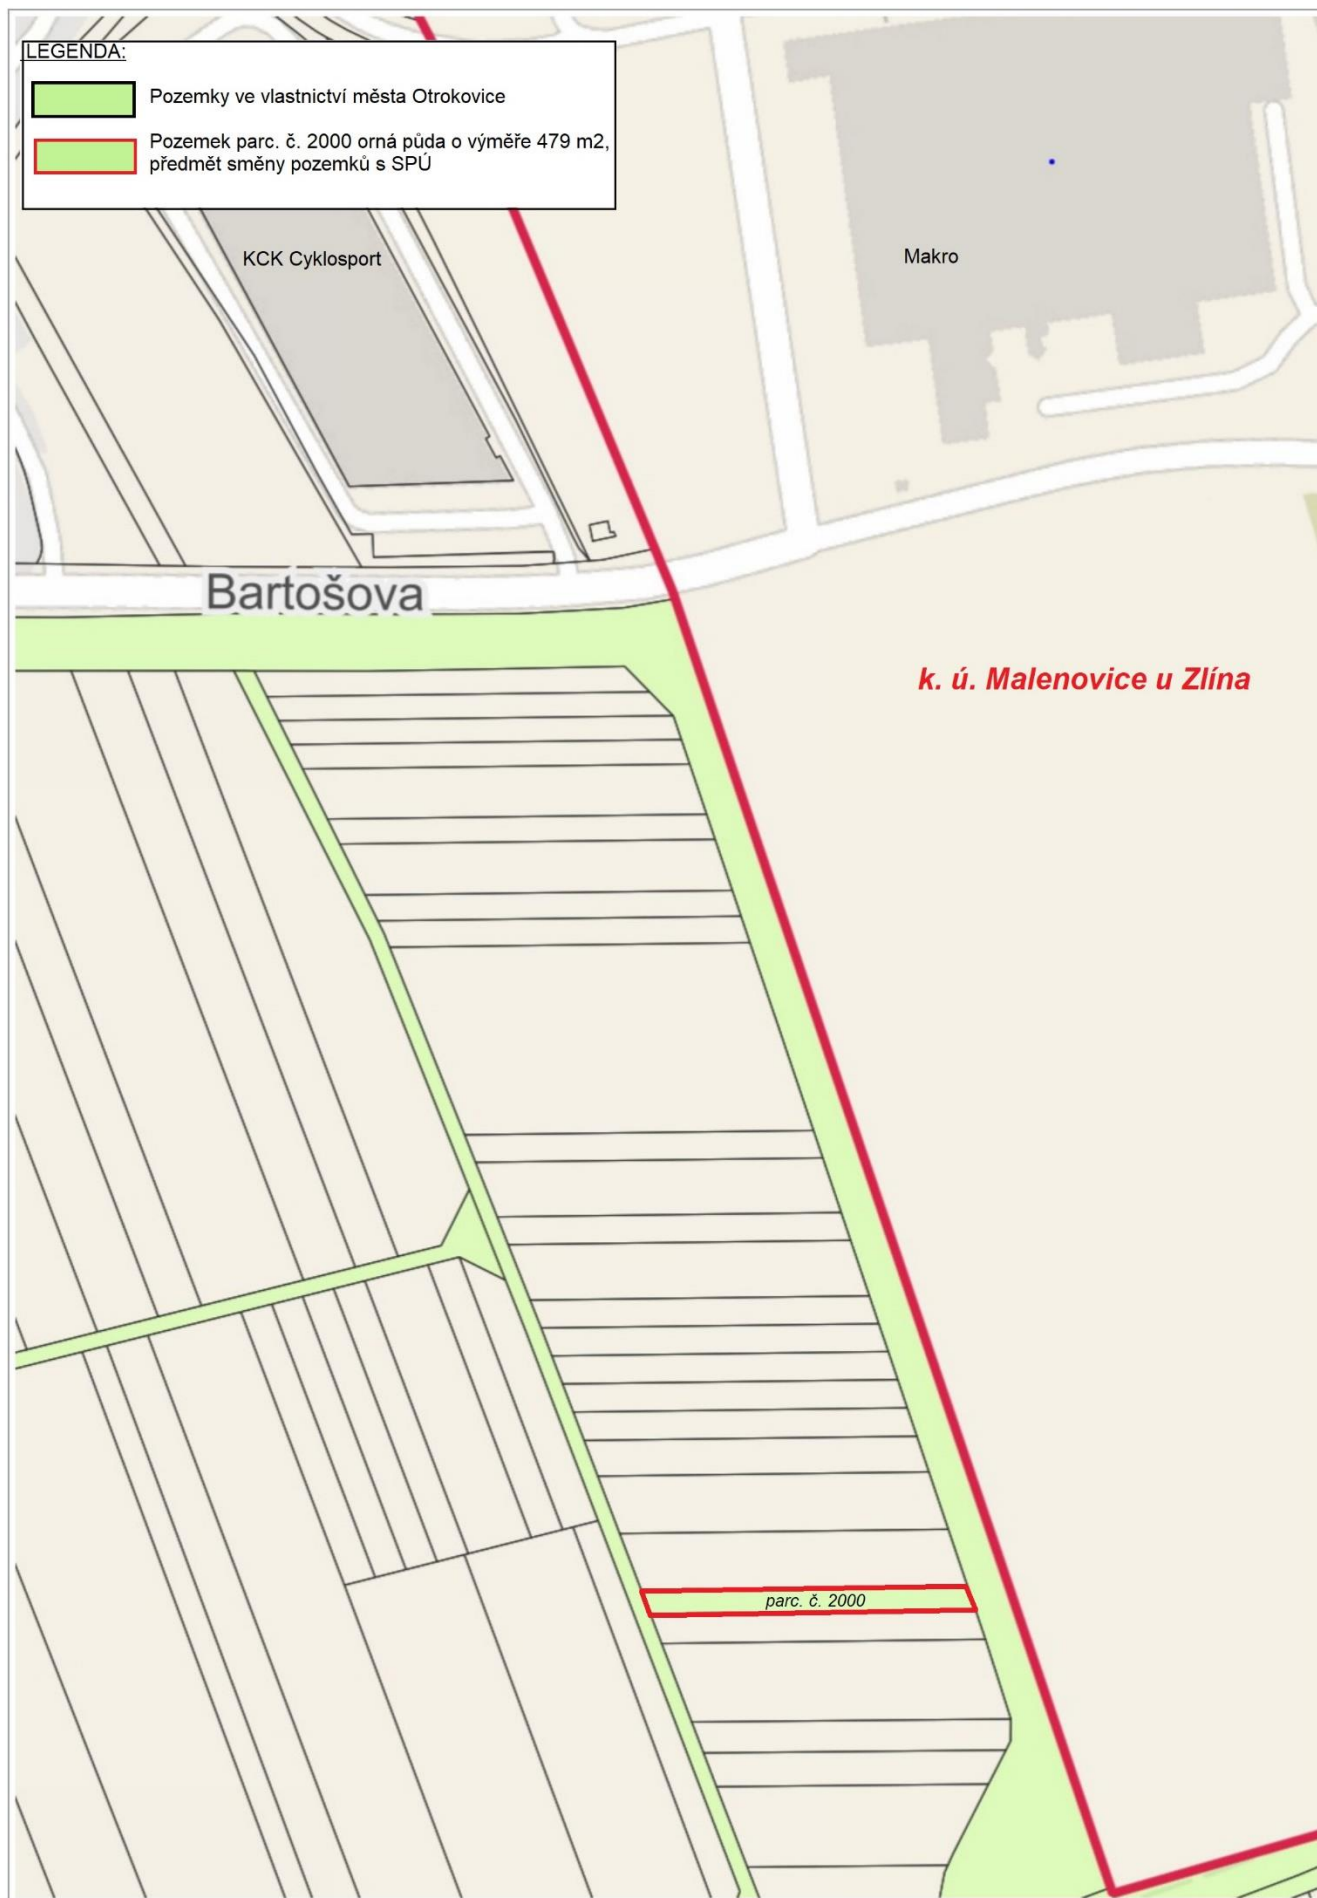 LEGENDA:
Pozemky ve vlastnictví města Otrokovice
Pozemek parc. č. 2000 orná půda o výměře 479 m2,
předmět směny pozemků s SPÚ
KCK Cyklosport
Makro
Bartošova
k. ú. Malenovice u Zlína
parc. č. 2000